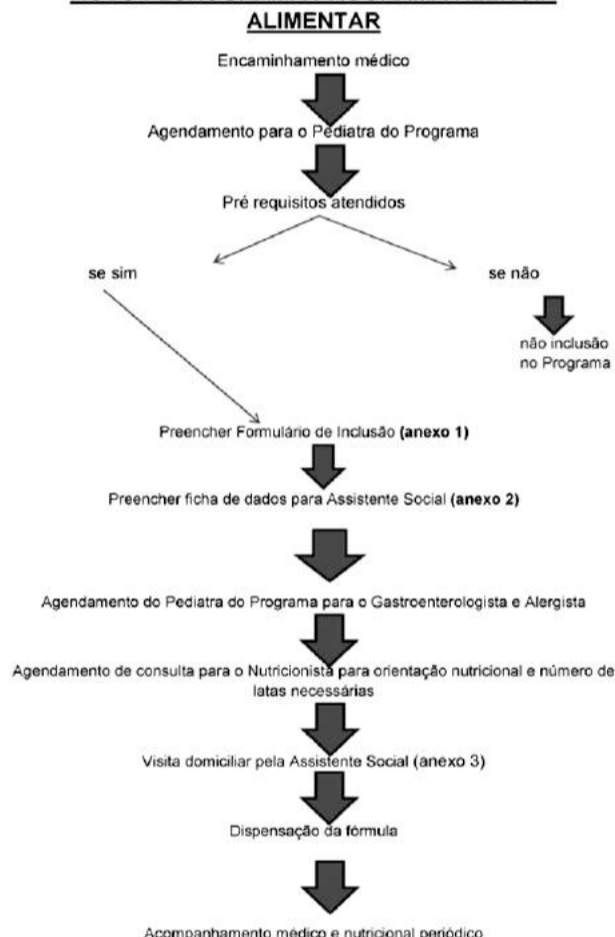 ALIMENTAR
Encaminhamento médico
Agendamento para o Pediatra do Programa
Pré requisitos atendidos
se sim
se não
não inclusão
no Programa
Preencher Formulário de Inclusão (anexo 1)
Preencher ficha de dados para Assistente Social (anexo 2)
Agendamento do Pediatra do Programa para o Gastroenterologista e Alergista
Agendamento de consulta para o Nutricionista para orientação nutricional e número de
latas necessárias
Visita domiciliar pela Assistente Social (anexo 3)
Dispensação da fórmula
Acompanhamento médico e nutricional periódico